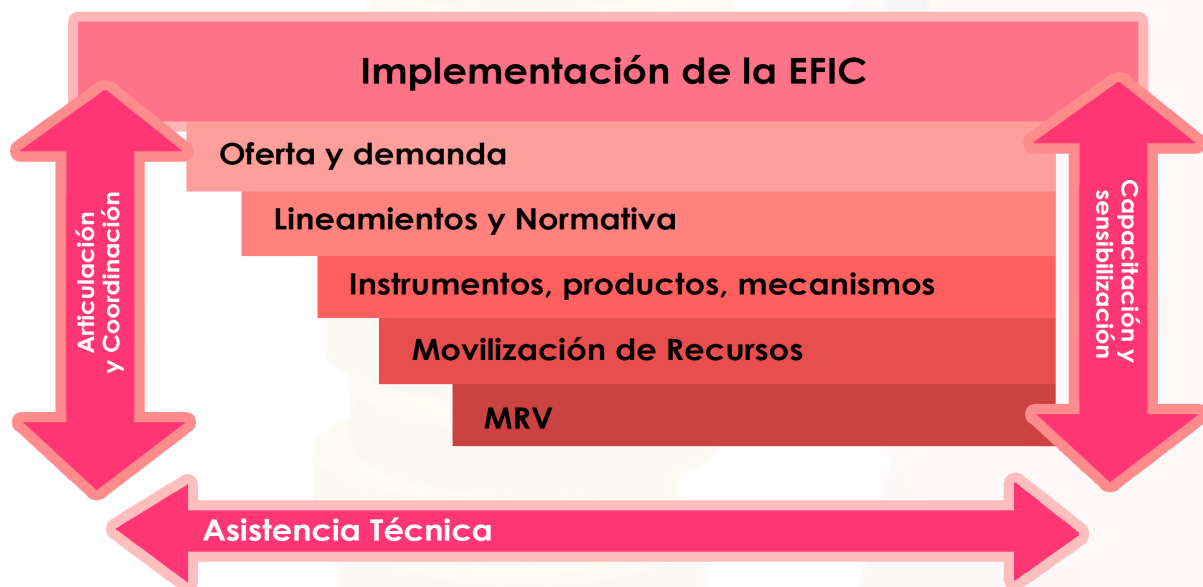 Implementación de la EFIC
Oferta y demanda
Lineamientos y Normativa
Instrumentos, productos, mecanismos
Movilización de Recursos
MRV
Articulación
y Coordinación
Capacitación y
sensibilización
Asistencia Técnica